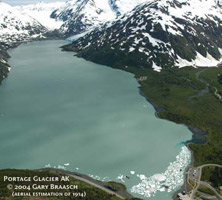 Portage Glacier AK
© 2004 Gary Braasch
(aerial estimation of 1914)